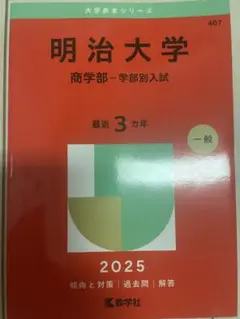 大学赤本シリーズ
407
明治大学
商学部－学部別入試
最近 3 カ年
一般
2025
傾向と対策｜過去問｜解答
教学社